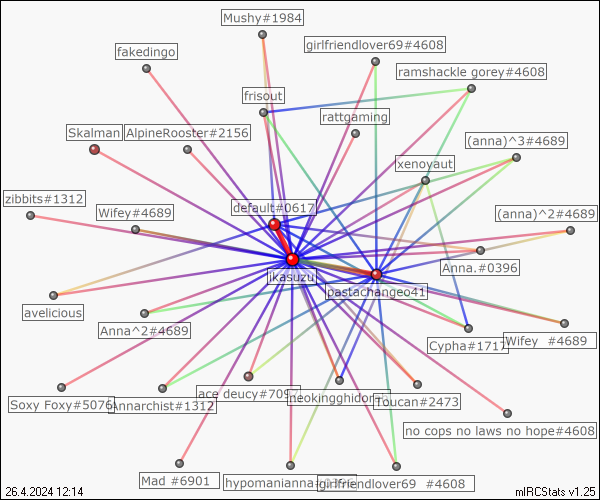 Mushy#1984
girlfriendlover69#4608
fakedingo
ramshackle gorey#4608
frisout
rattgaming
Skalman
AlpineRooster#2156
(anna)^3#4689
xenoyaut
zibbits#1312
Wifey#4689
default#0617
(anna)^2#4689
Anna.#0396
ikasuzu
pastachangeo41
avelicious
Anna^2#4689
Cypha#1717
Wifey #4689
Soxy Foxy#5076
Annarchist#1312
ace deucy#709
Toucan#2473
no cops no laws no hope#4608
Mad #6901
hypomanianna
girlfriendlover69 #4608
26.4.2024 12:14
mIRCStats v1.25